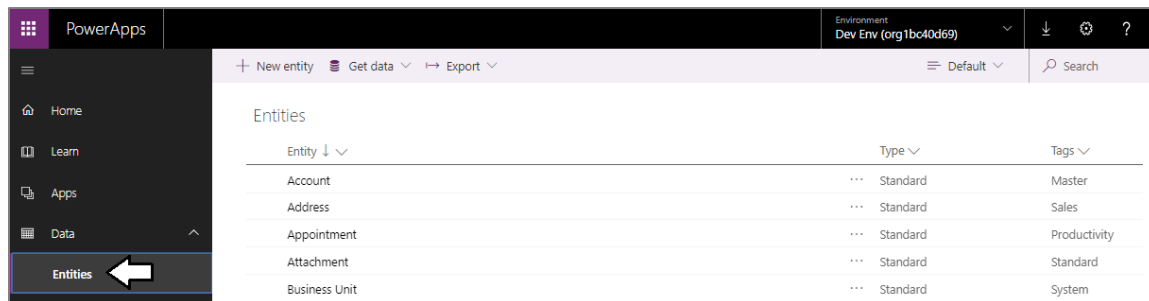 PowerApps
Environment
Dev Env (org1bc40d69)
?
New entity Get data Export Default Search
Home
Learn
Apps
Data
Entities
Entities
Entity Type Tags
Account ... Standard Master
Address ... Standard Sales
Appointment ... Standard Productivity
Attachment ... Standard Standard
Business Unit ... Standard System